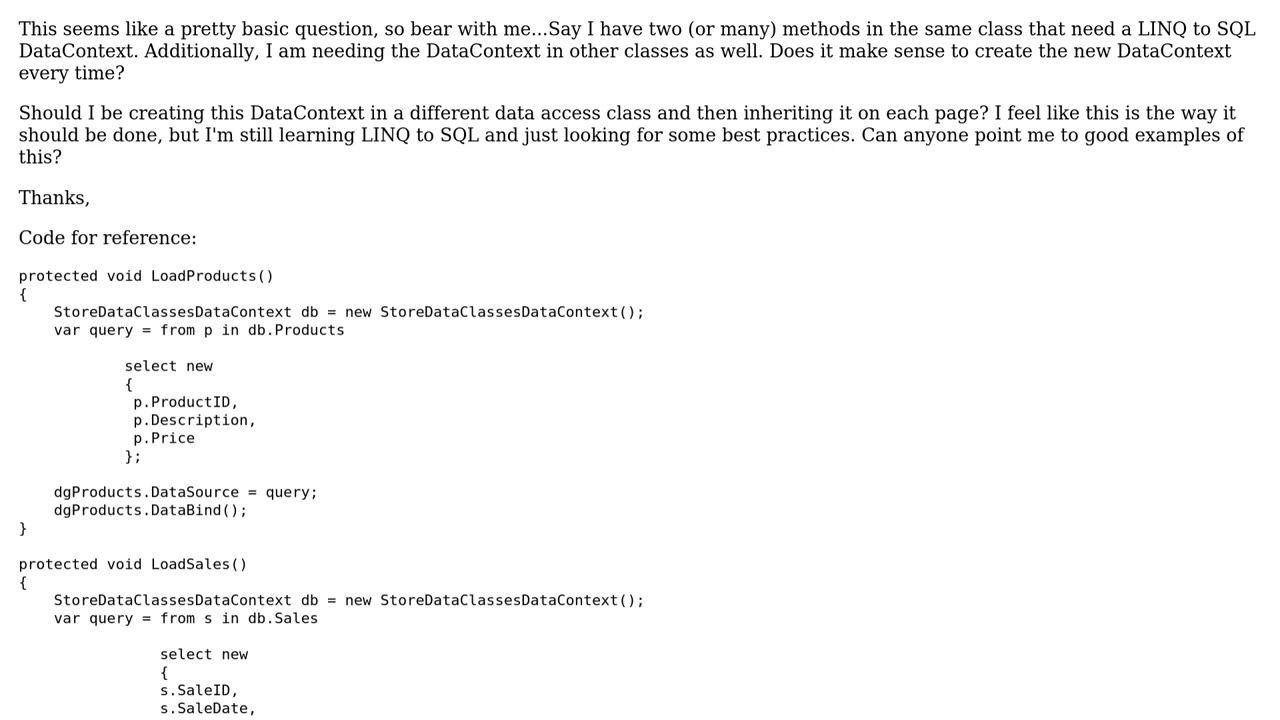 This seems like a pretty basic question, so bear with me...Say I have two (or many) methods in the same class that need a LINQ to SQL
DataContext. Additionally, I am needing the DataContext in other classes as well. Does it make sense to create the new DataContext
every time?
Should I be creating this DataContext in a different data access class and then inheriting it on each page? I feel like this is the way it
should be done, but I'm still learning LINQ to SQL and just looking for some best practices. Can anyone point me to good examples of
this?
Thanks,
Code for reference:
protected void LoadProducts()
{
    StoreDataClassesDataContext db = new StoreDataClassesDataContext();
    var query = from p in db.Products
            select new
            {
             p.ProductID,
             p.Description,
             p.Price
            };
    dgProducts.DataSource = query;
    dgProducts.DataBind();
}
protected void LoadSales()
{
    StoreDataClassesDataContext db = new StoreDataClassesDataContext();
    var query = from s in db.Sales
                select new
                {
                s.SaleID,
                s.SaleDate,